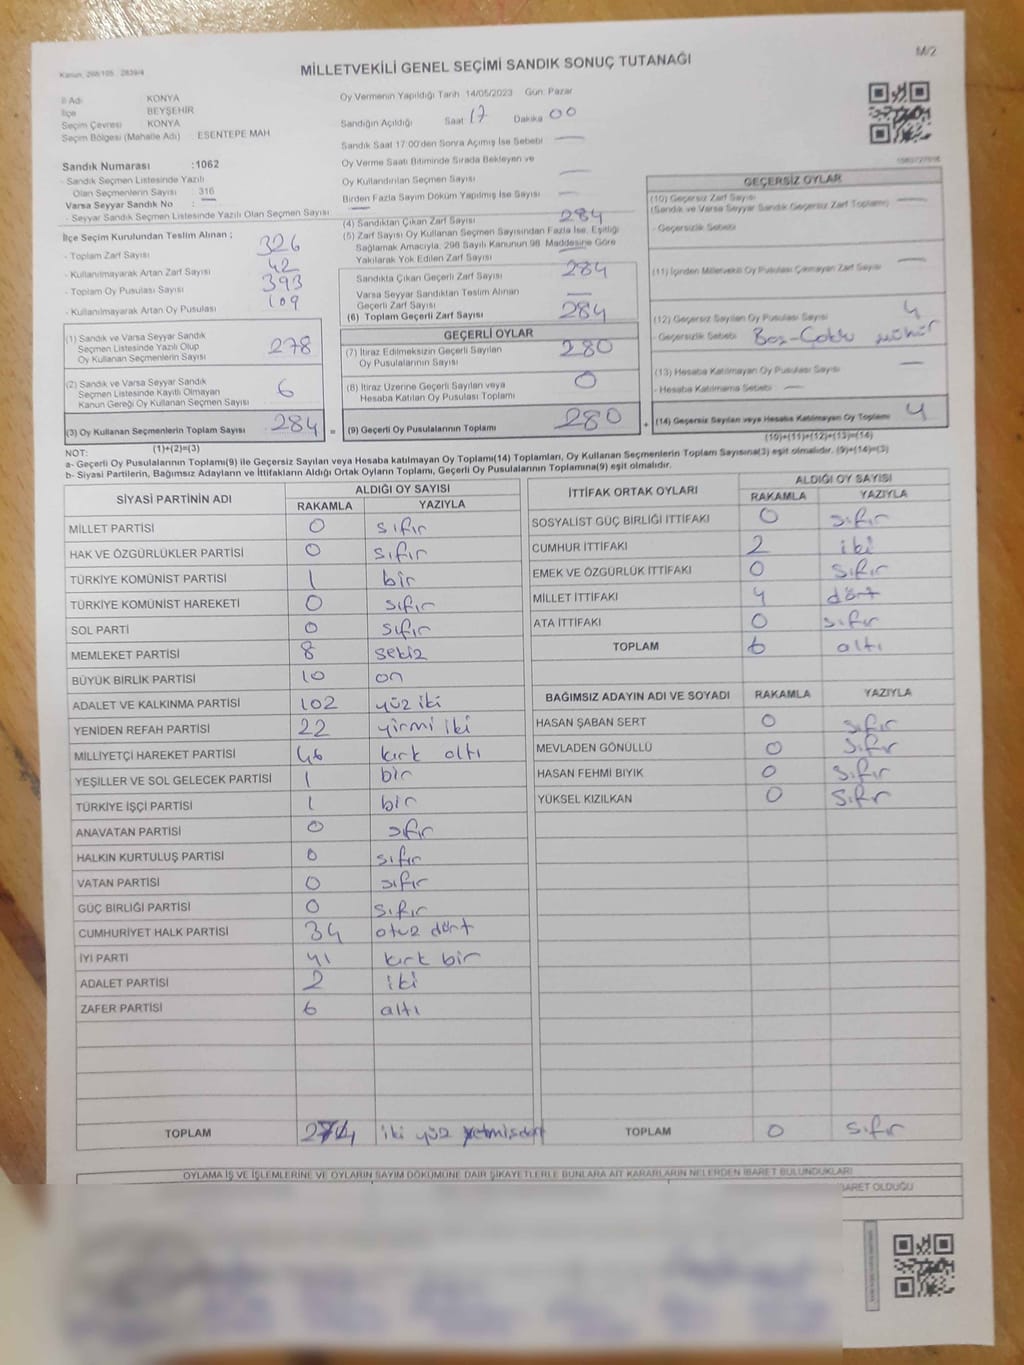 Kanun, 298/105 : 2839/4
M/2
MİLLETVEKİLİ GENEL SEÇİMİ SANDIK SONUÇ TUTANAĞI
İl Adı KONYA
İlçe BEYŞEHİR
Seçim Çevresi KONYA
Seçim Bölgesi (Mahalle Adı) : ESENTEPE MAH
Sandık Numarası :1062
- Sandık Seçmen Listesinde Yazılı
Olan Seçmenlerin Sayısı : 316
Varsa Seyyar Sandık No : —
- Seyyar Sandık Seçmen Listesinde Yazılı Olan Seçmen Sayısı —
İlçe Seçim Kurulundan Teslim Alınan ;
- Toplam Zarf Sayısı 326
- Kullanılmayarak Artan Zarf Sayısı 42
- Toplam Oy Pusulası Sayısı 393
- Kullanılmayarak Artan Oy Pusulası 109
(1) Sandık ve Varsa Seyyar Sandık
Seçmen Listesinde Yazılı Olup
Oy Kullanan Seçmenlerin Sayısı 278
(2) Sandık ve Varsa Seyyar Sandık
Seçmen Listesinde Kayıtlı Olmayan
Kanun Gereği Oy Kullanan Seçmen Sayısı 6
(3) Oy Kullanan Seçmenlerin Toplam Sayısı 284 =
(1)+(2)=(3)
Oy Vermenin Yapıldığı Tarih 14/05/2023 Gün: Pazar
Sandığın Açıldığı Saat 17 Dakika 00
Sandık Saat 17:00'den Sonra Açılmış İse Sebebi —
Oy Verme Saati Bitiminde Sırada Bekleyen ve
Oy Kullandırılan Seçmen Sayısı —
Birden Fazla Sayım Döküm Yapılmış İse Sayısı —
(4) Sandıktan Çıkan Zarf Sayısı 284
(5) Zarf Sayısı Oy Kullanan Seçmen Sayısından Fazla İse, Eşitliği
Sağlamak Amacıyla, 298 Sayılı Kanunun 98. Maddesine Göre
Yakılarak Yok Edilen Zarf Sayısı —
Sandıkta Çıkan Geçerli Zarf Sayısı 284
Varsa Seyyar Sandıktan Teslim Alınan
Geçerli Zarf Sayısı —
(6) Toplam Geçerli Zarf Sayısı 284
GEÇERLİ OYLAR
(7) İtiraz Edilmeksizin Geçerli Sayılan
Oy Pusulalarının Sayısı 280
(8) İtiraz Üzerine Geçerli Sayılan veya
Hesaba Katılan Oy Pusulası Toplamı 0
(9) Geçerli Oy Pusulalarının Toplamı 280 +
GEÇERSİZ OYLAR
(10) Geçersiz Zarf Sayısı —
(Sandık ve Varsa Seyyar Sandık Geçersiz Zarf Toplamı)
- Geçersizlik Sebebi
(11) İçinden Milletvekili Oy Pusulası Çıkmayan Zarf Sayısı —
(12) Geçersiz Sayılan Oy Pusulası Sayısı 4
- Geçersizlik Sebebi Boş-Çoklu mühür
(13) Hesaba Katılmayan Oy Pusulası Sayısı —
- Hesaba Katılmama Sebebi —
(14) Geçersiz Sayılan veya Hesaba Katılmayan Oy Toplamı 4
(10)+(11)+(12)+(13)=(14)
NOT:
a- Geçerli Oy Pusulalarının Toplamı(9) ile Geçersiz Sayılan veya Hesaba katılmayan Oy Toplamı(14) Toplamları, Oy Kullanan Seçmenlerin Toplam Sayısına(3) eşit olmalıdır. (9)+(14)=(3)
b- Siyasi Partilerin, Bağımsız Adayların ve İttifakların Aldığı Ortak Oyların Toplamı, Geçerli Oy Pusulalarının Toplamına(9) eşit olmalıdır.
SİYASİ PARTİNİN ADI ALDIĞI OY SAYISI
RAKAMLA YAZIYLA
MİLLET PARTİSİ 0 sıfır
HAK VE ÖZGÜRLÜKLER PARTİSİ 0 sıfır
TÜRKİYE KOMÜNİST PARTİSİ 1 bir
TÜRKİYE KOMÜNİST HAREKETİ 0 sıfır
SOL PARTİ 0 sıfır
MEMLEKET PARTİSİ 8 sekiz
BÜYÜK BİRLİK PARTİSİ 10 on
ADALET VE KALKINMA PARTİSİ 102 yüz iki
YENİDEN REFAH PARTİSİ 22 yirmi iki
MİLLİYETÇİ HAREKET PARTİSİ 46 kırk altı
YEŞİLLER VE SOL GELECEK PARTİSİ 1 bir
TÜRKİYE İŞÇİ PARTİSİ 1 bir
ANAVATAN PARTİSİ 0 sıfır
HALKIN KURTULUŞ PARTİSİ 0 sıfır
VATAN PARTİSİ 0 sıfır
GÜÇ BİRLİĞİ PARTİSİ 0 sıfır
CUMHURİYET HALK PARTİSİ 34 otuz dört
İYİ PARTİ 41 kırk bir
ADALET PARTİSİ 2 iki
ZAFER PARTİSİ 6 altı
TOPLAM 274 iki yüz yetmişdört
İTTİFAK ORTAK OYLARI ALDIĞI OY SAYISI
RAKAMLA YAZIYLA
SOSYALİST GÜÇ BİRLİĞİ İTTİFAKI 0 sıfır
CUMHUR İTTİFAKI 2 iki
EMEK VE ÖZGÜRLÜK İTTİFAKI 0 sıfır
MİLLET İTTİFAKI 4 dört
ATA İTTİFAKI 0 sıfır
TOPLAM 6 altı
BAĞIMSIZ ADAYIN ADI VE SOYADI RAKAMLA YAZIYLA
HASAN ŞABAN SERT 0 sıfır
MEVLADEN GÖNÜLLÜ 0 sıfır
HASAN FEHMİ BIYIK 0 sıfır
YÜKSEL KIZILKAN 0 sıfır
TOPLAM 0 sıfır
OYLAMA İŞ VE İŞLEMLERİNE VE OYLARIN SAYIM DÖKÜMÜNE DAİR ŞİKAYETLERLE BUNLARA AİT KARARLARIN NELERDEN İBARET BULUNDUKLARI
İBARET OLDUĞU